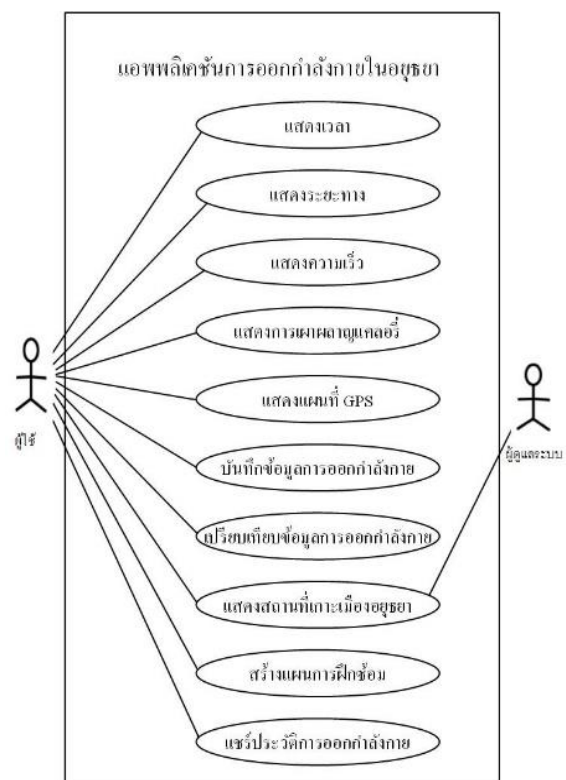 แอพพลิเคชันการออกกำลังกายในอยุธยา
แสดงเวลา
แสดงระยะทาง
แสดงความเร็ว
แสดงการเผาผลาญแคลอรี่
แสดงแผนที่ GPS
ผู้ใช้
ผู้ดูแลระบบ
บันทึกข้อมูลการออกกำลังกาย
เปรียบเทียบข้อมูลการออกกำลังกาย
แสดงสถานที่เกาะเมืองอยุธยา
สร้างแผนการฝึกซ้อม
แชร์ประวัติการออกกำลังกาย